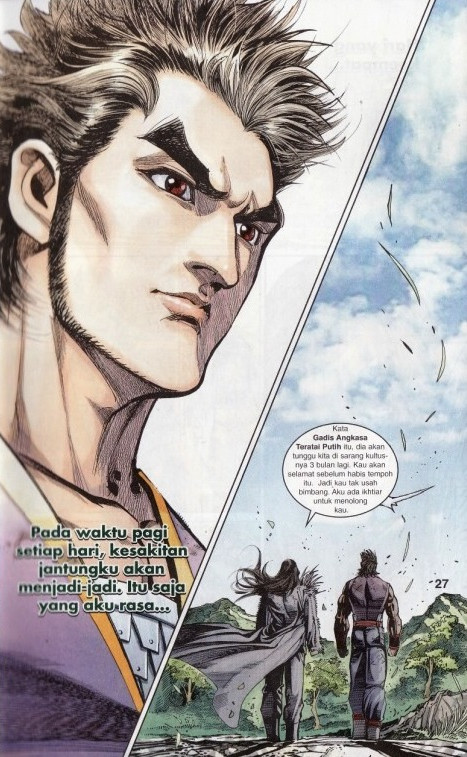 Pada waktu pagi
setiap hari, kesakitan
jantungku akan
menjadi-jadi. Itu saja
yang aku rasa...
Kata
Gadis Angkasa
Teratai Putih itu, dia akan
tunggu kita di sarang kultus-
nya 3 bulan lagi. Kau akan
selamat sebelum habis tempoh
itu. Jadi kau tak usah
bimbang. Aku ada ikhtiar
untuk menolong
kau.
27